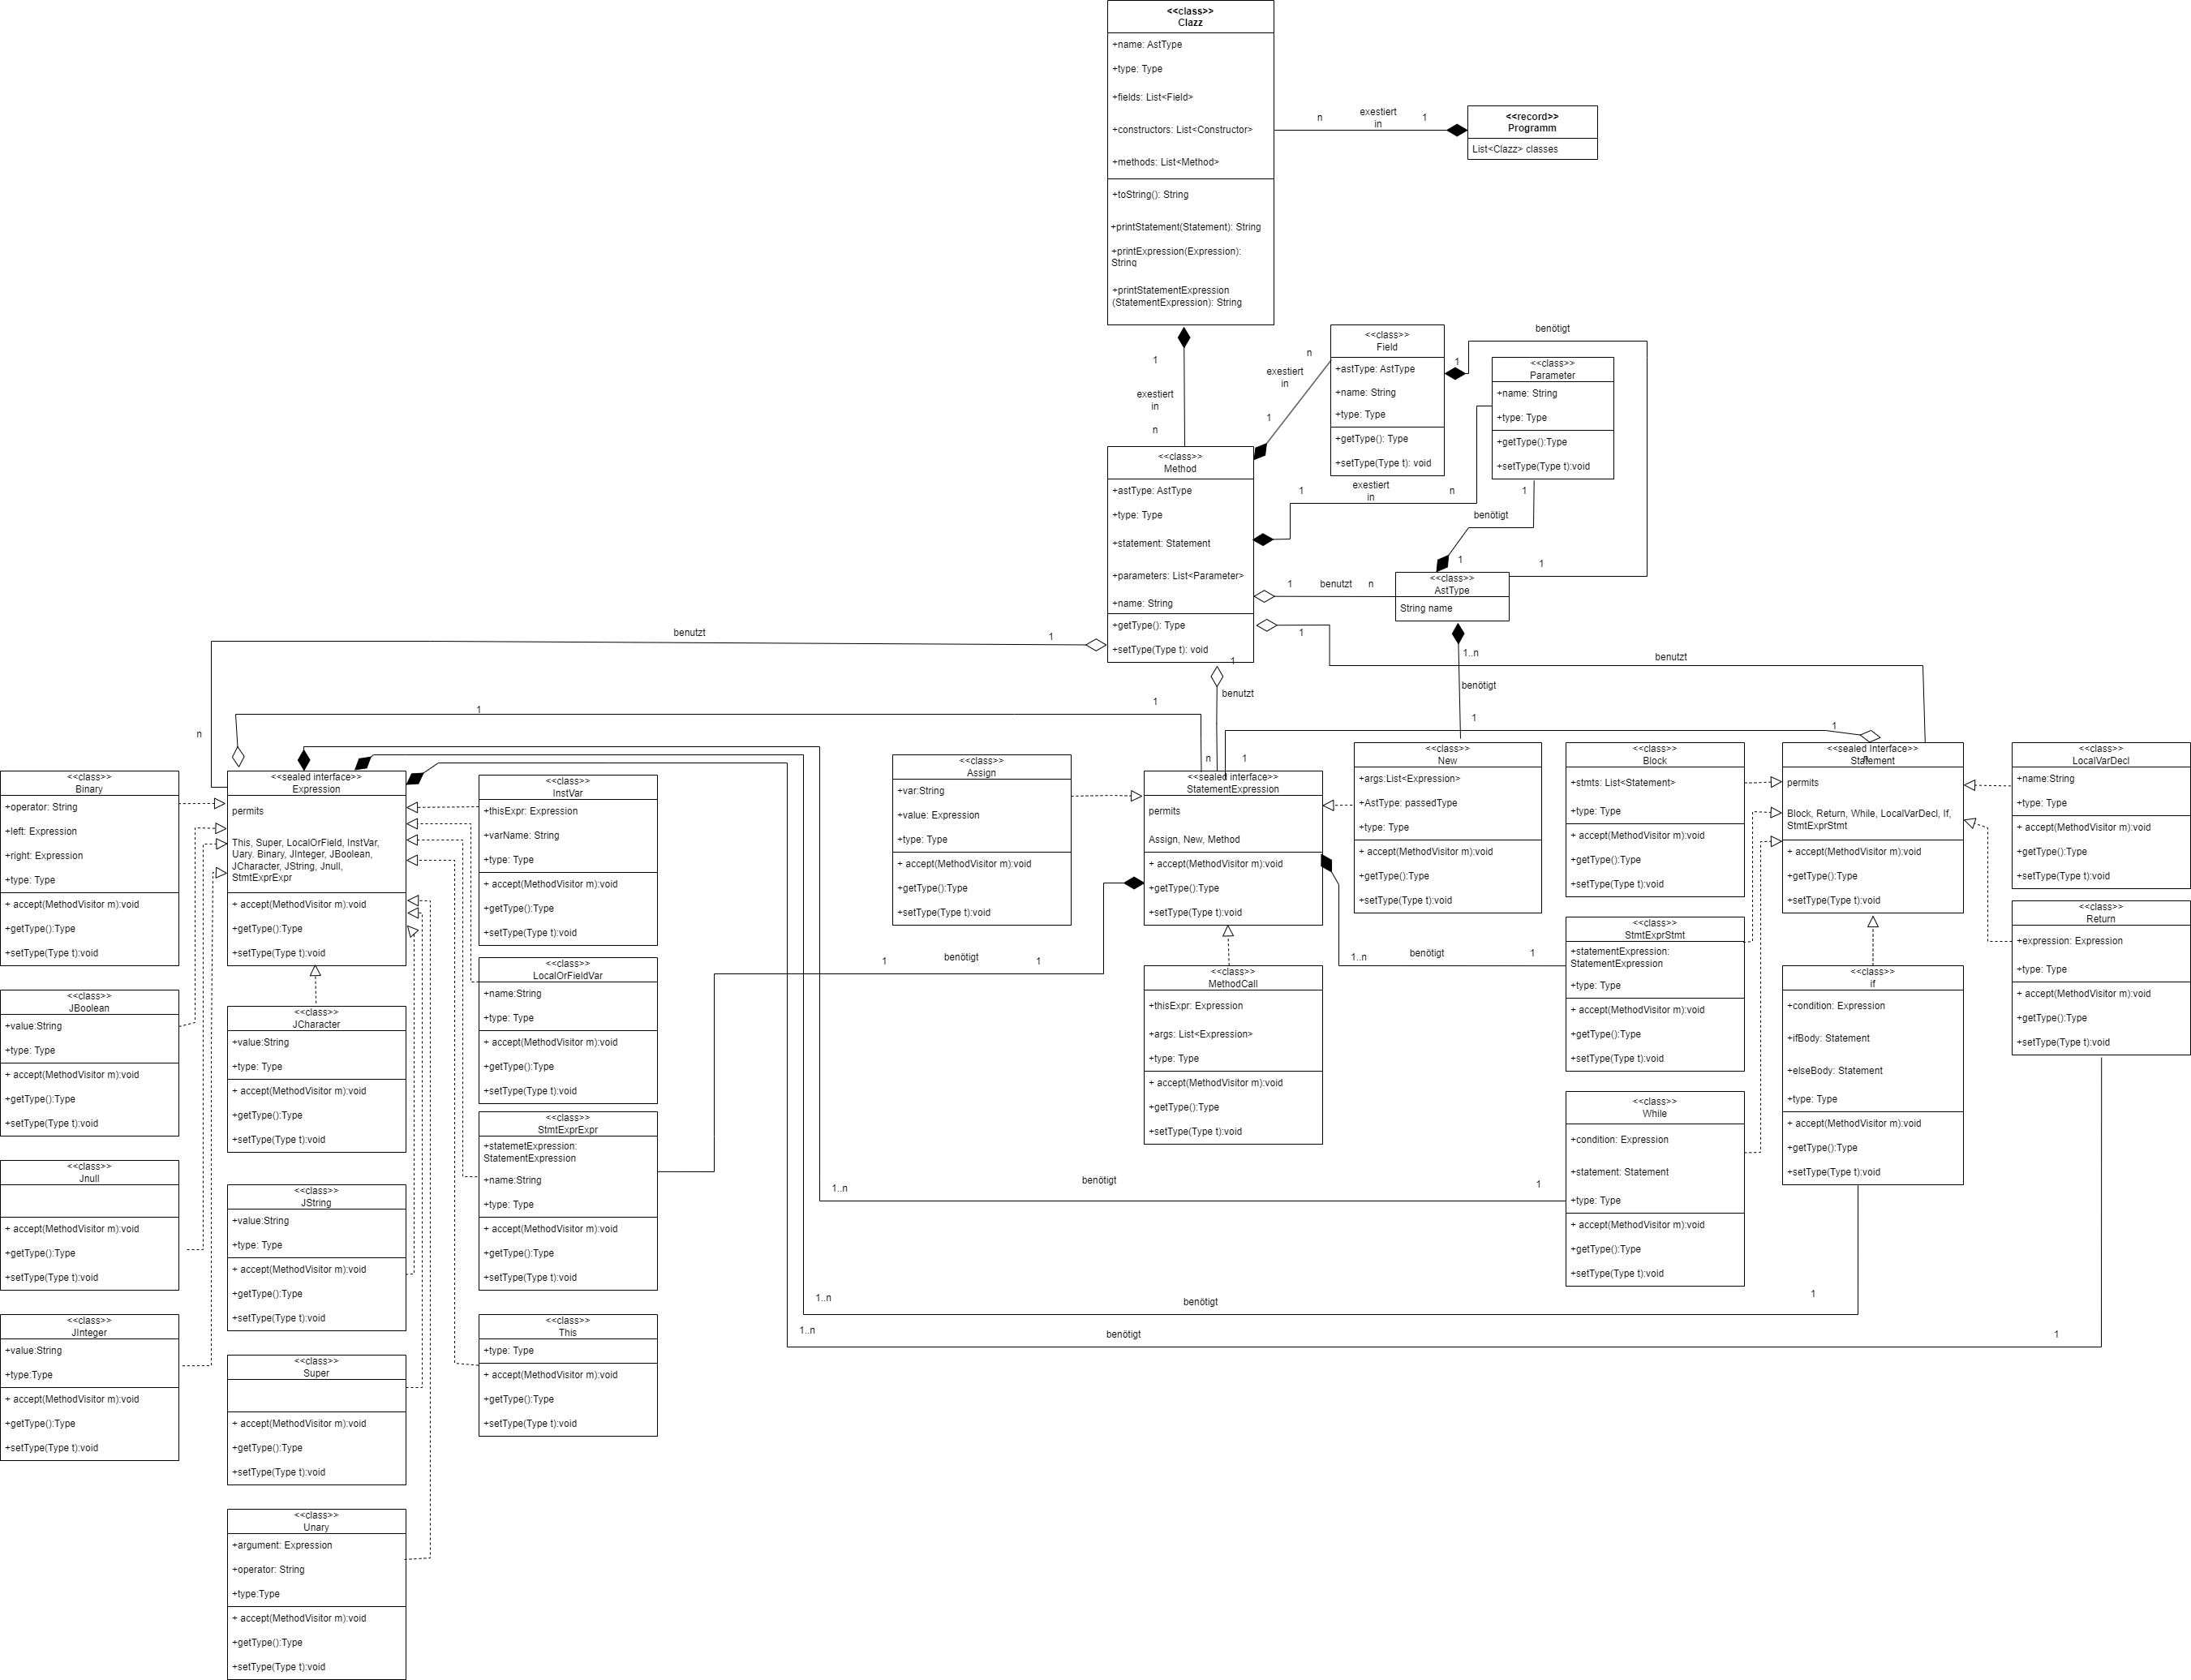 <<class>>
Clazz
+name: AstType
+type: Type
+fields: List<Field>
+constructors: List<Constructor>
+methods: List<Method>
+toString(): String
+printStatement(Statement): String
+printExpression(Expression):
String
+printStatementExpression
(StatementExpression): String
n
exestiert
in
1
<<record>>
Programm
List<Clazz> classes
1
exestiert
in
n
<<class>>
Field
+astType: AstType
+name: String
+type: Type
+getType(): Type
+setType(Type t): void
n
exestiert
in
1
1
benötigt
1
<<class>>
Parameter
+name: String
+type: Type
+getType():Type
+setType(Type t):void
1
exestiert
in
n
1
benötigt
1
<<class>>
Method
+astType: AstType
+type: Type
+statement: Statement
+parameters: List<Parameter>
+name: String
+getType(): Type
+setType(Type t): void
1
benutzt
n
<<class>>
AstType
String name
1..n
benötigt
1
benutzt
n
1
benutzt
n
1
benutzt
n
1
1
1
1
1
<<class>>
Binary
+operator: String
+left: Expression
+right: Expression
+type: Type
+ accept(MethodVisitor m):void
+getType():Type
+setType(Type t):void
<<sealed interface>>
Expression
permits
This, Super, LocalOrField, InstVar,
Uary. Binary, JInteger, JBoolean,
JCharacter, JString, Jnull,
StmtExprExpr
+ accept(MethodVisitor m):void
+getType():Type
+setType(Type t):void
<<class>>
InstVar
+thisExpr: Expression
+varName: String
+type: Type
+ accept(MethodVisitor m):void
+getType():Type
+setType(Type t):void
<<class>>
Assign
+var:String
+value: Expression
+type: Type
+ accept(MethodVisitor m):void
+getType():Type
+setType(Type t):void
<<sealed interface>>
StatementExpression
permits
Assign, New, Method
+ accept(MethodVisitor m):void
+getType():Type
+setType(Type t):void
<<class>>
New
+args:List<Expression>
+AstType: passedType
+type: Type
+ accept(MethodVisitor m):void
+getType():Type
+setType(Type t):void
<<class>>
Block
+stmts: List<Statement>
+type: Type
+ accept(MethodVisitor m):void
+getType():Type
+setType(Type t):void
<<sealed Interface>>
Statement
permits
Block, Return, While, LocalVarDecl, If,
StmtExprStmt
+ accept(MethodVisitor m):void
+getType():Type
+setType(Type t):void
<<class>>
LocalVarDecl
+name:String
+type: Type
+ accept(MethodVisitor m):void
+getType():Type
+setType(Type t):void
<<class>>
Return
+expression: Expression
+type: Type
+ accept(MethodVisitor m):void
+getType():Type
+setType(Type t):void
<<class>>
StmtExprStmt
+statementExpression:
StatementExpression
+type: Type
+ accept(MethodVisitor m):void
+getType():Type
+setType(Type t):void
1
benötigt
1
1..n
benötigt
1
<<class>>
LocalOrFieldVar
+name:String
+type: Type
+ accept(MethodVisitor m):void
+getType():Type
+setType(Type t):void
<<class>>
MethodCall
+thisExpr: Expression
+args: List<Expression>
+type: Type
+ accept(MethodVisitor m):void
+getType():Type
+setType(Type t):void
<<class>>
if
+condition: Expression
+ifBody: Statement
+elseBody: Statement
+type: Type
+ accept(MethodVisitor m):void
+getType():Type
+setType(Type t):void
<<class>>
JBoolean
+value:String
+type: Type
+ accept(MethodVisitor m):void
+getType():Type
+setType(Type t):void
<<class>>
JCharacter
+value:String
+type: Type
+ accept(MethodVisitor m):void
+getType():Type
+setType(Type t):void
<<class>>
While
+condition: Expression
+statement: Statement
+type: Type
+ accept(MethodVisitor m):void
+getType():Type
+setType(Type t):void
<<class>>
StmtExprExpr
+statemetExpression:
StatementExpression
+name:String
+type: Type
+ accept(MethodVisitor m):void
+getType():Type
+setType(Type t):void
<<class>>
Jnull
+ accept(MethodVisitor m):void
+getType():Type
+setType(Type t):void
<<class>>
JString
+value:String
+type: Type
+ accept(MethodVisitor m):void
+getType():Type
+setType(Type t):void
1..n
benötigt
1
1..n
benötigt
1
1..n
benötigt
1
<<class>>
JInteger
+value:String
+type:Type
+ accept(MethodVisitor m):void
+getType():Type
+setType(Type t):void
<<class>>
This
+type: Type
+ accept(MethodVisitor m):void
+getType():Type
+setType(Type t):void
<<class>>
Super
+ accept(MethodVisitor m):void
+getType():Type
+setType(Type t):void
<<class>>
Unary
+argument: Expression
+operator: String
+type:Type
+ accept(MethodVisitor m):void
+getType():Type
+setType(Type t):void